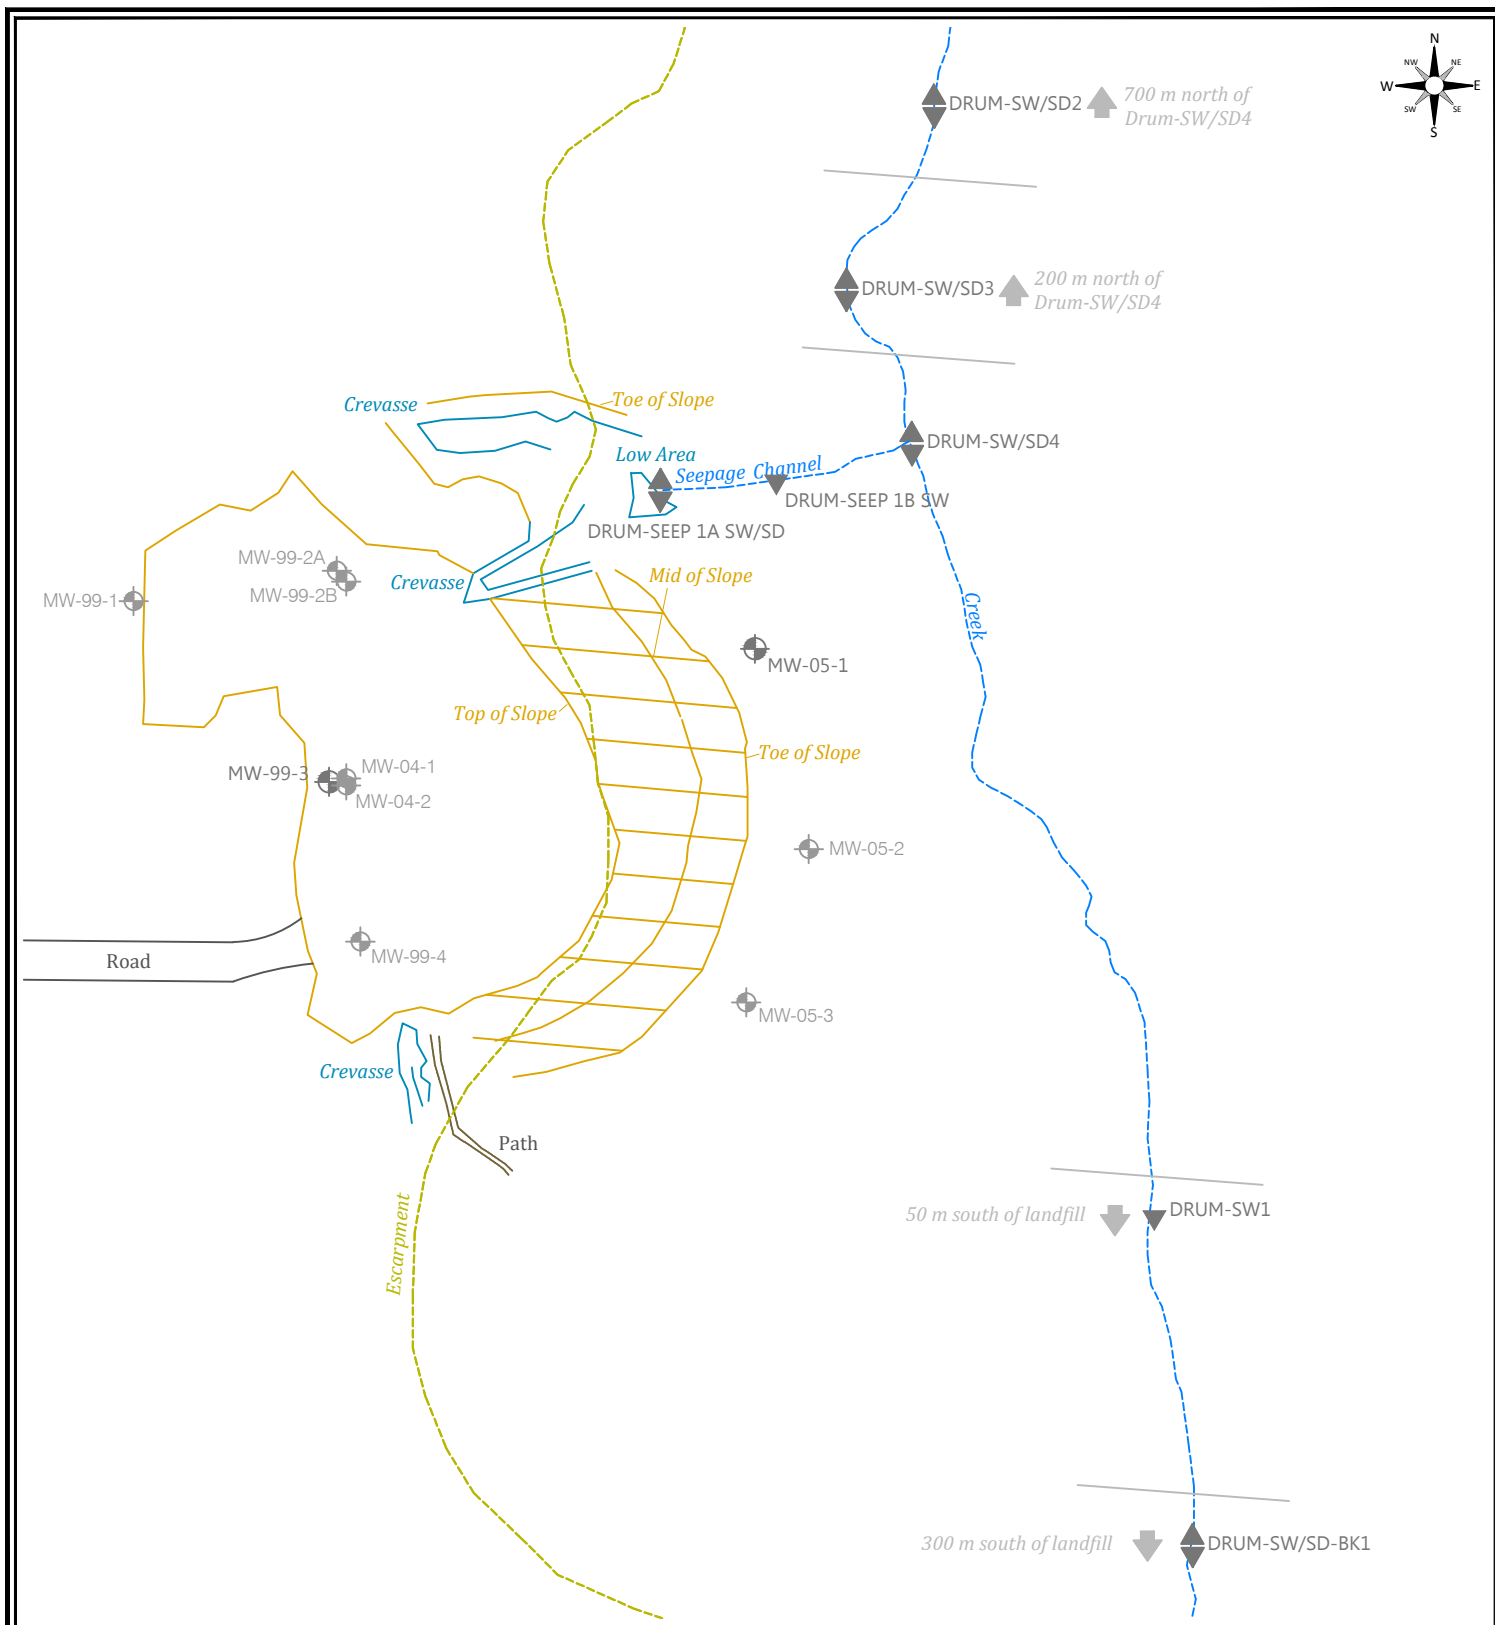 N
NW
NE
W
E
SW
SE
S
DRUM-SW/SD2
700 m north of
Drum-SW/SD4
DRUM-SW/SD3
200 m north of
Drum-SW/SD4
Crevasse
Toe of Slope
DRUM-SW/SD4
Low Area
Seepage Channel
DRUM-SEEP 1B SW
DRUM-SEEP 1A SW/SD
MW-99-2A
MW-99-2B
MW-99-1
Crevasse
Mid of Slope
Creek
MW-05-1
Top of Slope
Toe of Slope
MW-99-3
MW-04-1
MW-04-2
MW-05-2
MW-99-4
Road
MW-05-3
Crevasse
Path
Escarpment
50 m south of landfill
DRUM-SW1
300 m south of landfill
DRUM-SW/SD-BK1